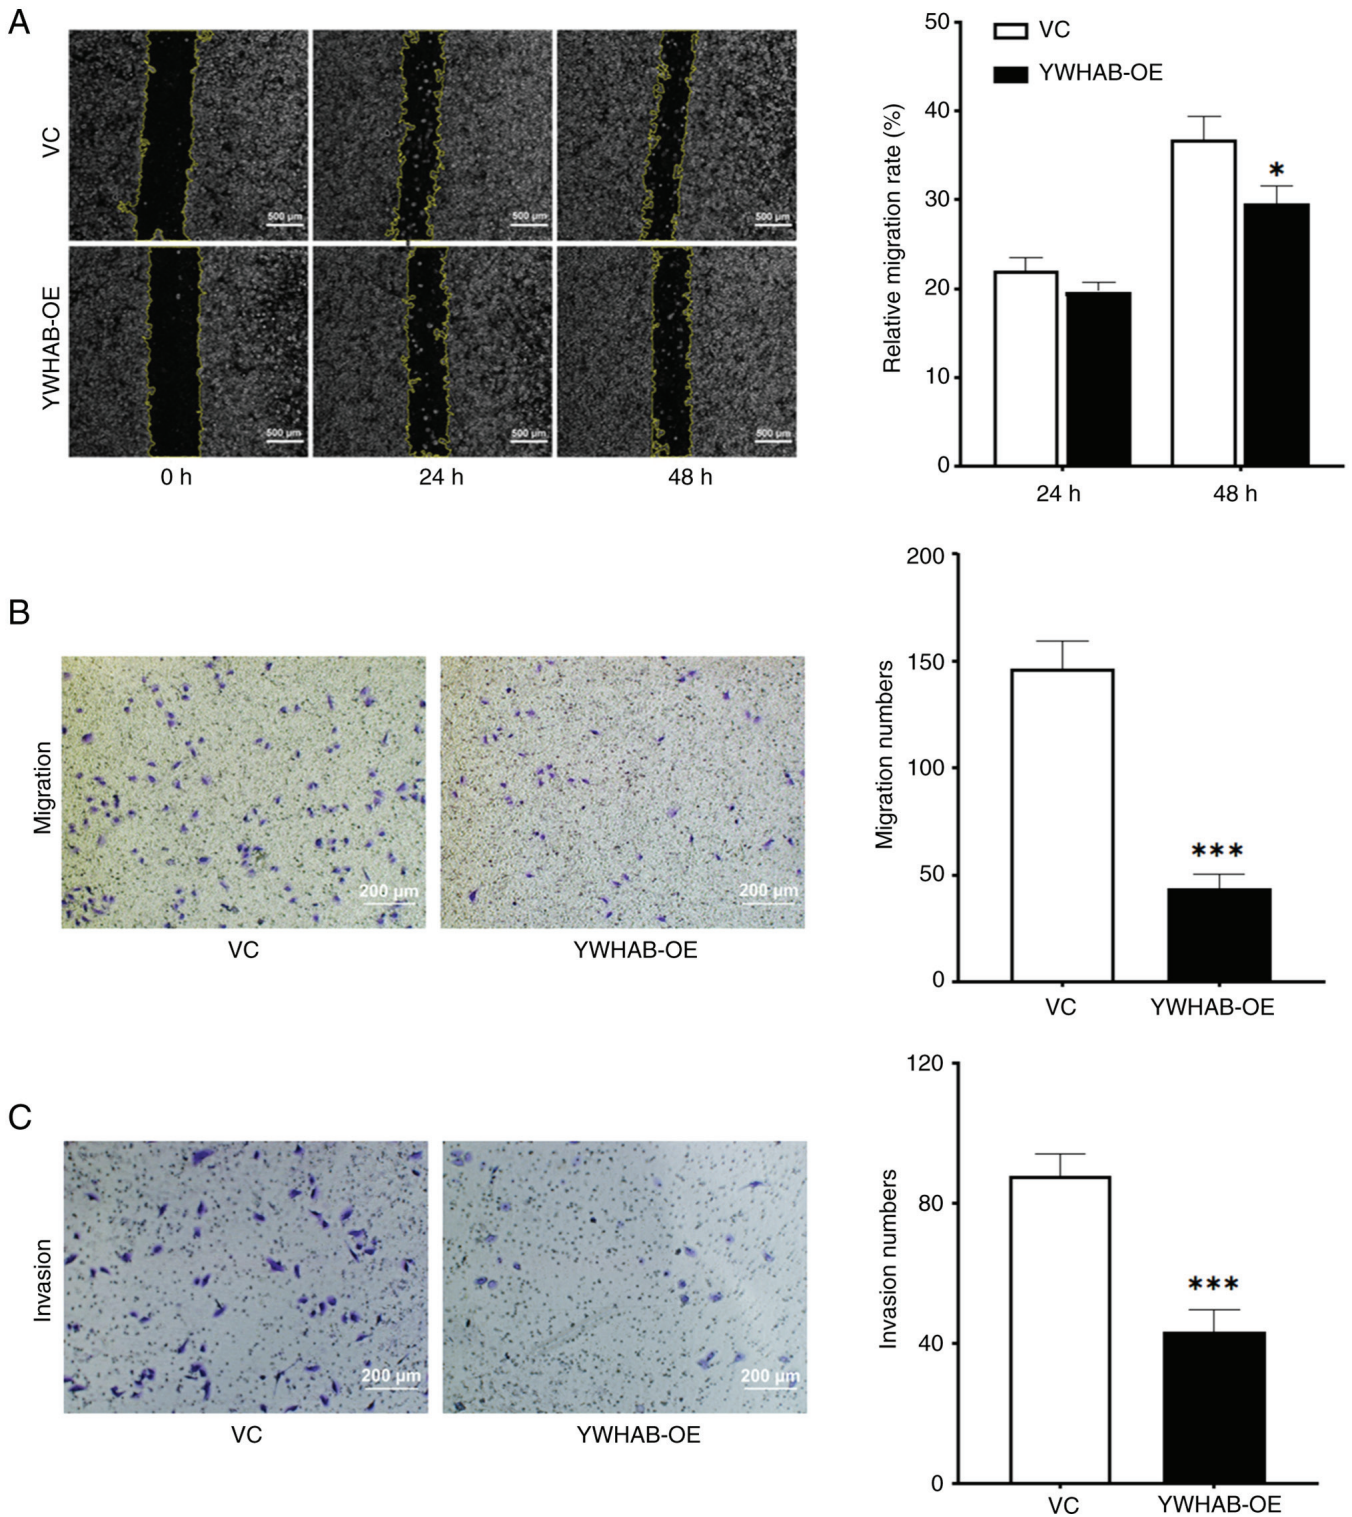 A
VC
500 μm
500 μm
500 μm
YWHAB-OE
500 μm
500 μm
500 μm
0 h
24 h
48 h
Relative migration rate (%)
50
40
30
20
10
0
VC
YWHAB-OE
*
24 h
48 h
B
Migration
200 μm
200 μm
VC
YWHAB-OE
Migration numbers
200
150
100
50
0
***
VC
YWHAB-OE
C
Invasion
200 μm
200 μm
VC
YWHAB-OE
Invasion numbers
120
80
40
0
***
VC
YWHAB-OE